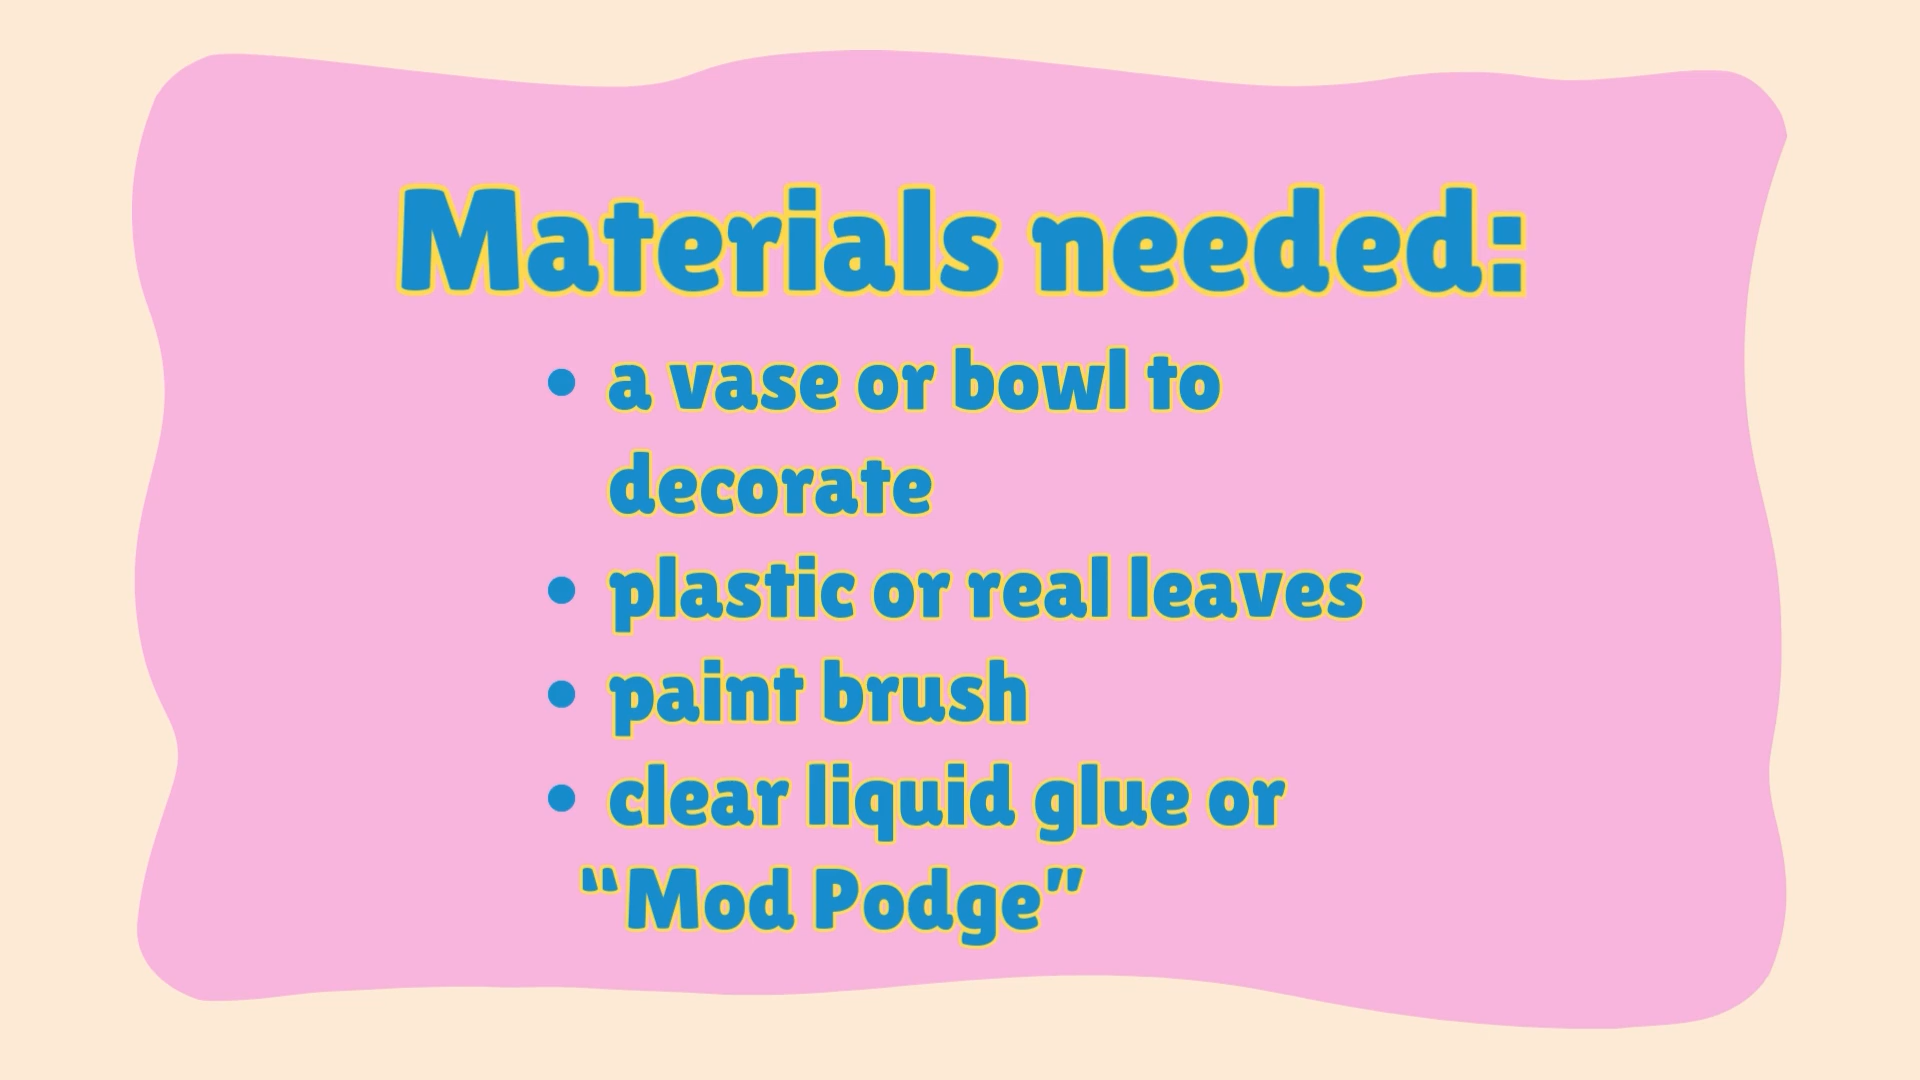 Materials needed:
• a vase or bowl to
decorate
• plastic or real leaves
• paint brush
• clear liquid glue or
“Mod Podge”